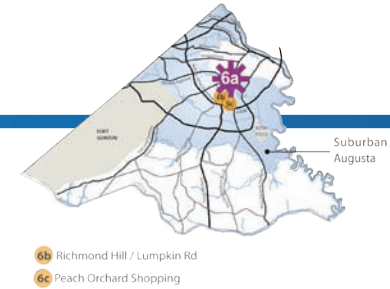 6a
6b
6c
FORT
GORDON
Suburban
Augusta
6b Richmond Hill / Lumpkin Rd
6c Peach Orchard Shopping